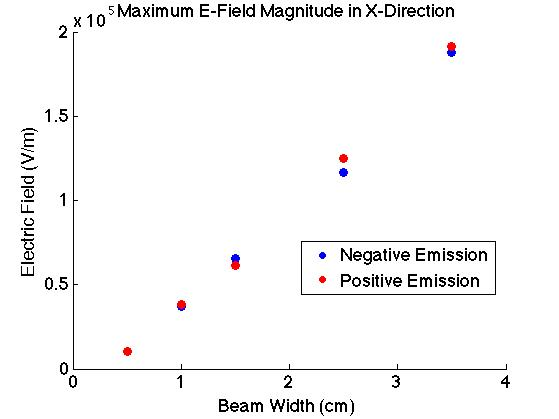 x 10
5
Maximum E-Field Magnitude in X-Direction
2
1.5
1
0.5
0
Electric Field (V/m)
Negative Emission
Positive Emission
0 1 2 3 4
Beam Width (cm)